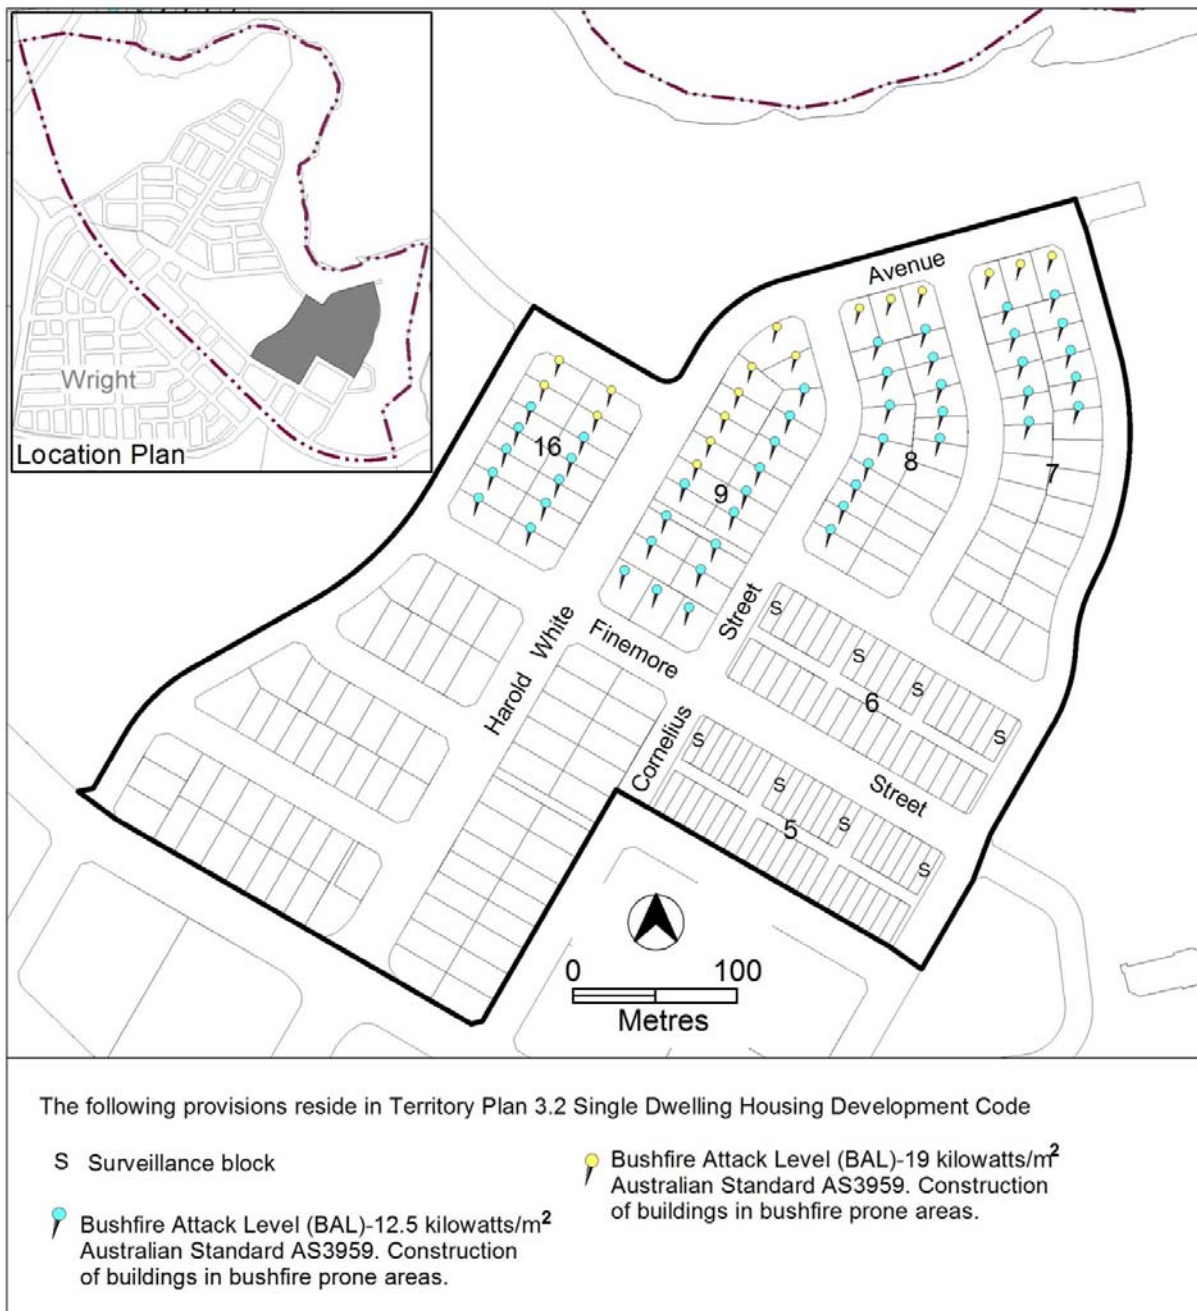 Wright
Location Plan
Avenue
16
9
8
7
Harold White
Finemore
Street
6
Cornelius
Street
5
S
S
S
S
S
S
S
S
0 100
Metres
The following provisions reside in Territory Plan 3.2 Single Dwelling Housing Development Code
S Surveillance block
Bushfire Attack Level (BAL)-19 kilowatts/m²
Australian Standard AS3959. Construction
of buildings in bushfire prone areas.
Bushfire Attack Level (BAL)-12.5 kilowatts/m²
Australian Standard AS3959. Construction
of buildings in bushfire prone areas.